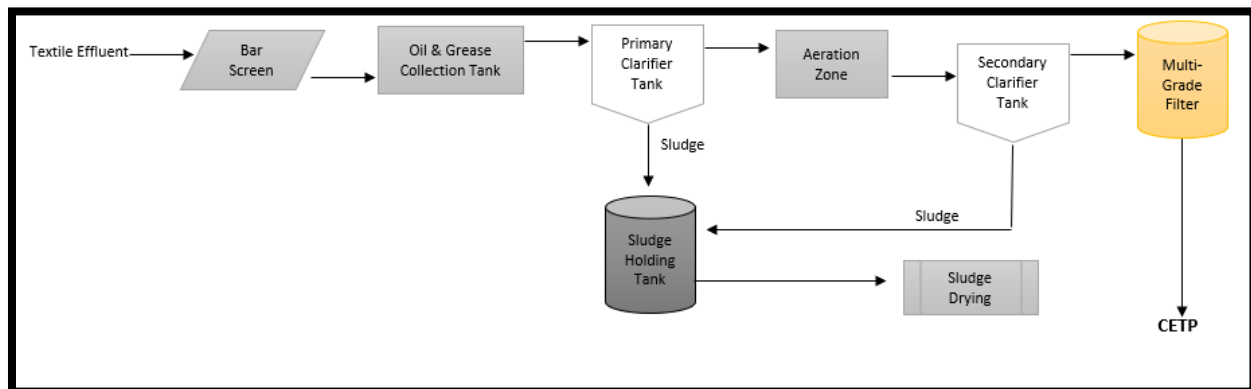 Textile Effluent
Bar
Screen
Oil & Grease
Collection Tank
Primary
Clarifier
Tank
Aeration
Zone
Secondary
Clarifier
Tank
Multi-
Grade
Filter
Sludge
Sludge
Sludge
Holding
Tank
Sludge
Drying
CETP